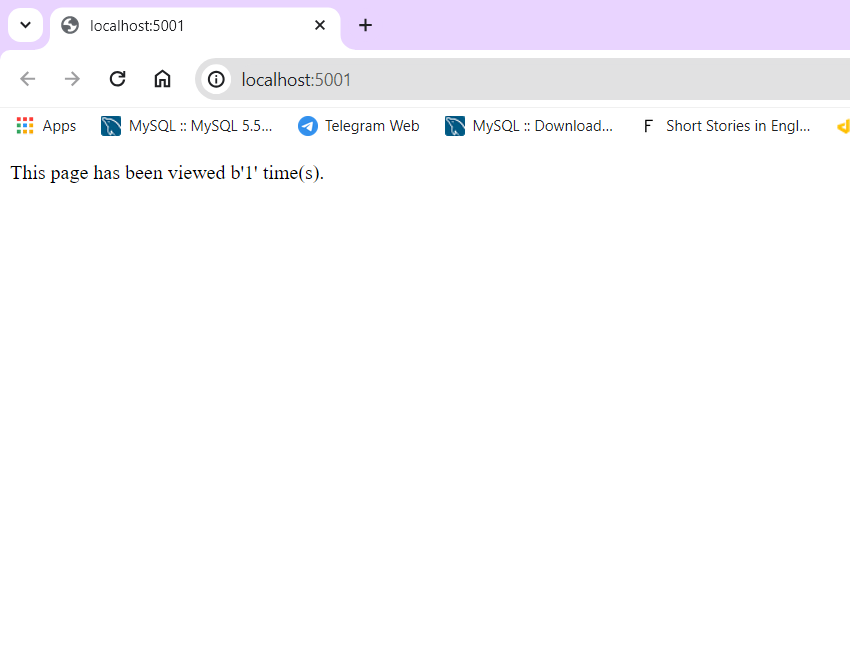 localhost:5001
localhost:5001
Apps MySQL :: MySQL 5.5... Telegram Web MySQL :: Download... F Short Stories in Engl...
This page has been viewed b'1' time(s).